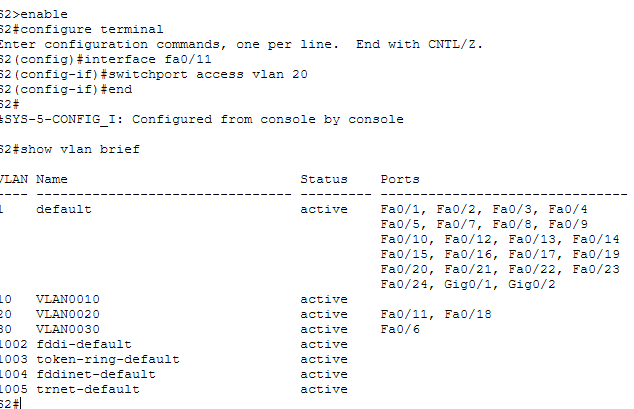 S2>enable
S2#configure terminal
Enter configuration commands, one per line.  End with CNTL/Z.
S2(config)#interface fa0/11
S2(config-if)#switchport access vlan 20
S2(config-if)#end
S2#
%SYS-5-CONFIG_I: Configured from console by console
S2#show vlan brief
VLAN Name                             Status    Ports
---- -------------------------------- --------- -------------------------------
1    default                          active    Fa0/1, Fa0/2, Fa0/3, Fa0/4
                                                Fa0/5, Fa0/7, Fa0/8, Fa0/9
                                                Fa0/10, Fa0/12, Fa0/13, Fa0/14
                                                Fa0/15, Fa0/16, Fa0/17, Fa0/19
                                                Fa0/20, Fa0/21, Fa0/22, Fa0/23
                                                Fa0/24, Gig0/1, Gig0/2
10   VLAN0010                         active
20   VLAN0020                         active    Fa0/11, Fa0/18
30   VLAN0030                         active    Fa0/6
1002 fddi-default                     active
1003 token-ring-default               active
1004 fddinet-default                  active
1005 trnet-default                    active
S2#